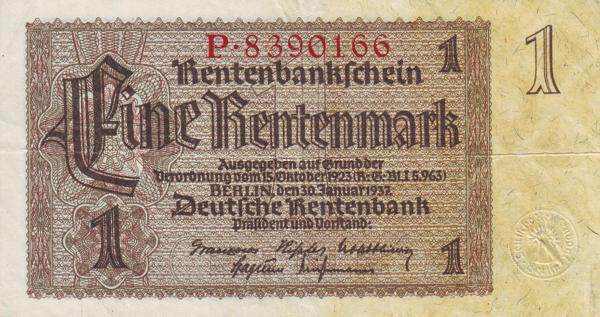 P·8390166
Rentenbankschein 1 1
Eine Rentenmark
Ausgegeben auf Grund der
Verordnung vom 15. Oktober 1923 (R-G-Bl. I S. 963)
BERLIN, den 30. Januar 1937
Deutsche Rentenbank
Präsident und Vorstand:
1 1